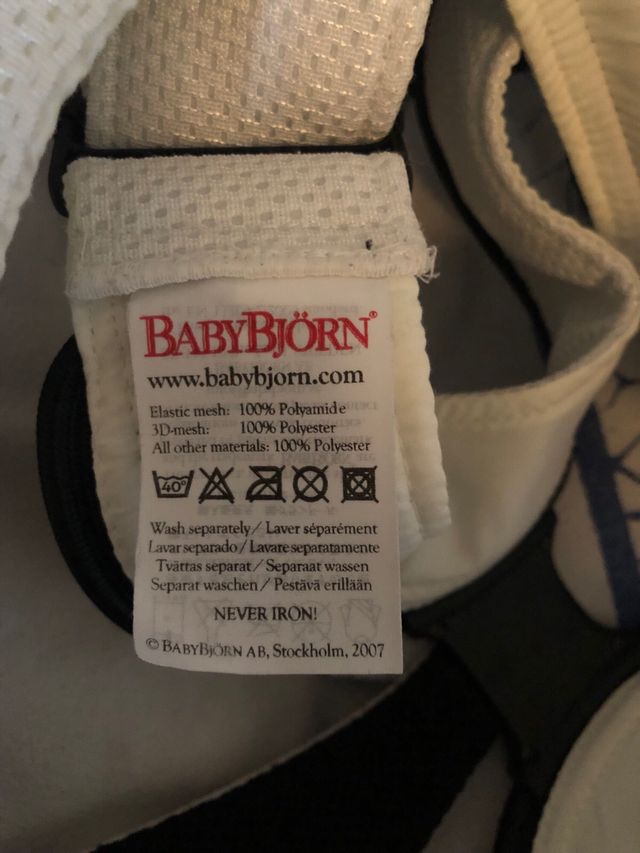 BABYBJÖRN®
www.babybjorn.com
Elastic mesh: 100% Polyamide
3D-mesh: 100% Polyester
All other materials: 100% Polyester
40°
Wash separately / Laver séparément
Lavar separado / Lavare separatamente
Tvättas separat / Separaat wassen
Separat waschen / Pestävä erillään
NEVER IRON!
© BABYBJÖRN AB, Stockholm, 2007